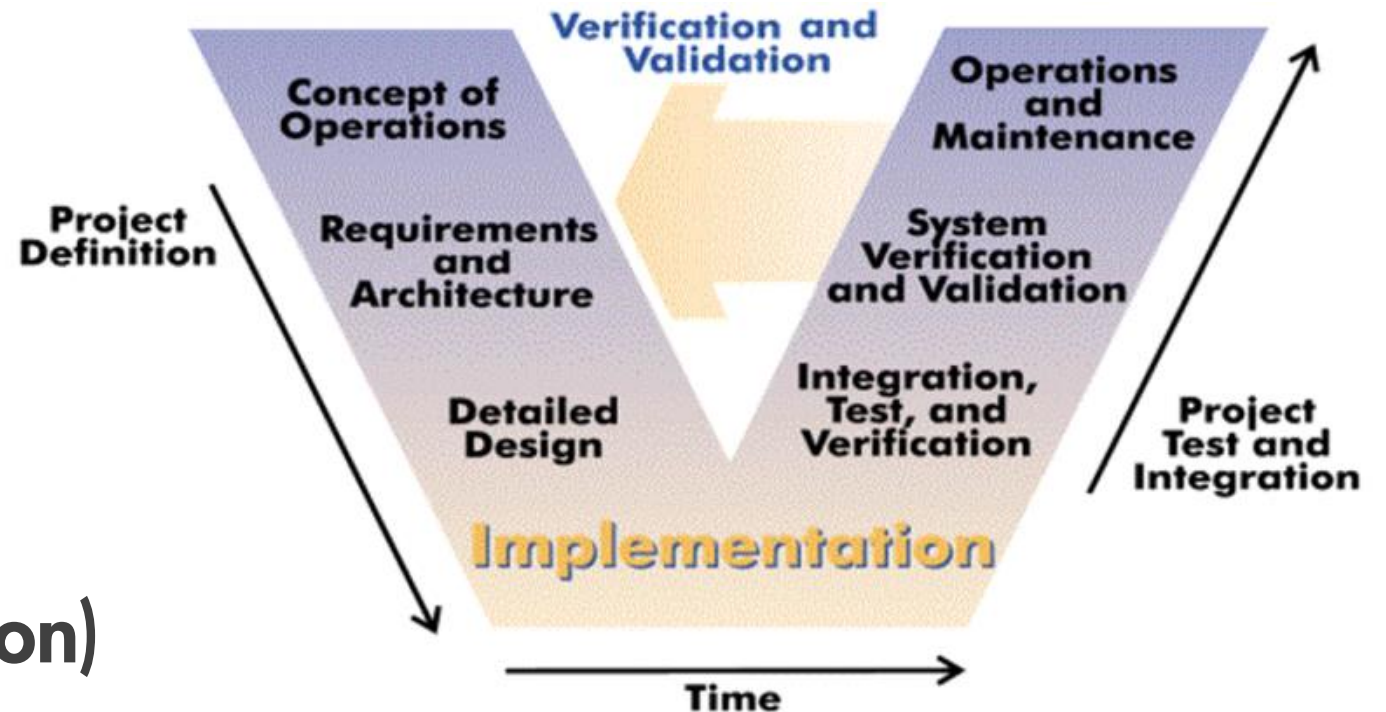 Verification and
Validation
Concept of
Operations
Operations
and
Maintenance
Project
Definition
Requirements
and
Architecture
System
Verification
and Validation
Detailed
Design
Integration,
Test, and
Verification
Project
Test and
Integration
Implementation
on)
Time